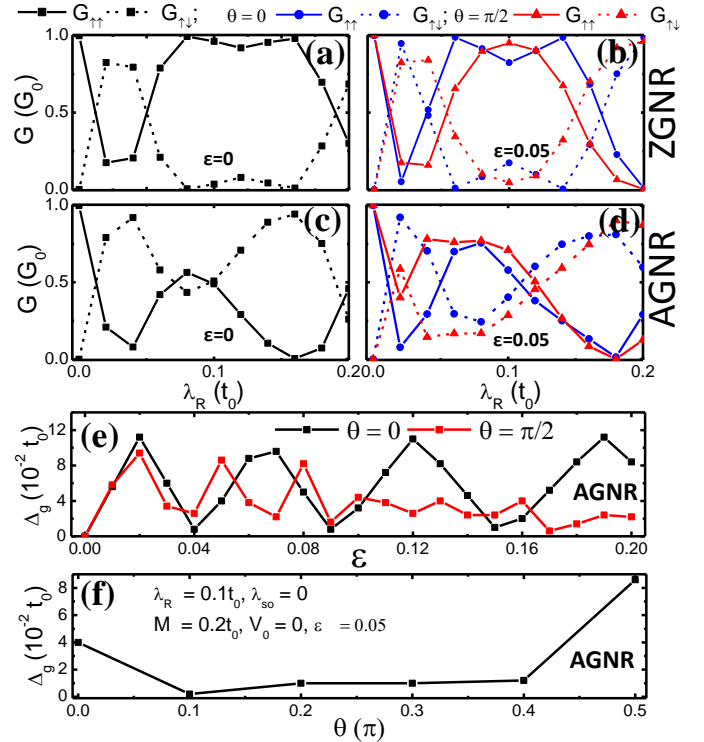 G↑↑ G↑↓; θ = 0 G↑↑ G↑↓; θ = π/2 G↑↑ G↑↓
1.0
0.5
1.0
G (G₀)
(a)
ε=0
(b)
ε=0.05
ZGNR
0.5
0.0
G (G₀)
(c)
ε=0
(d)
ε=0.05
AGNR
0.0 0.1 0.20 0.1 0.2
λR (t₀) λR (t₀)
(e)
θ = 0 θ = π/2
12
8
4
0
Δg (10⁻² t₀)
AGNR
0.00 0.04 0.08 0.12 0.16 0.20
ε
(f)
λR = 0.1t₀, λso = 0
M = 0.2t₀, V₀ = 0, ε = 0.05
8
6
4
2
0
Δg (10⁻² t₀)
AGNR
0.0 0.1 0.2 0.3 0.4 0.5
θ (π)